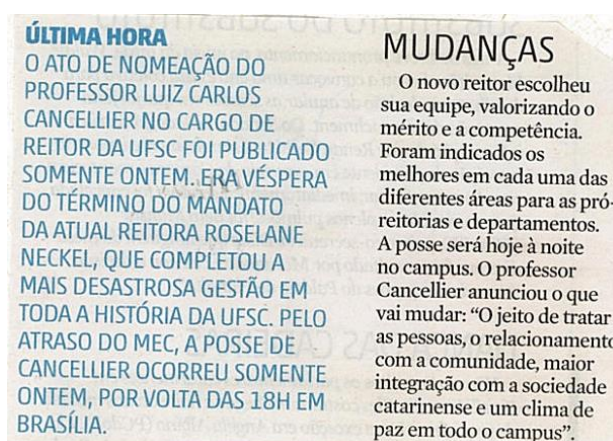 ÚLTIMA HORA
O ATO DE NOMEAÇÃO DO
PROFESSOR LUIZ CARLOS
CANCELLIER NO CARGO DE
REITOR DA UFSC FOI PUBLICADO
SOMENTE ONTEM. ERA VÉSPERA
DO TÉRMINO DO MANDATO
DA ATUAL REITORA ROSELANE
NECKEL, QUE COMPLETOU A
MAIS DESASTROSA GESTÃO EM
TODA A HISTÓRIA DA UFSC. PELO
ATRASO DO MEC, A POSSE DE
CANCELLIER OCORREU SOMENTE
ONTEM, POR VOLTA DAS 18H EM
BRASÍLIA.
MUDANÇAS
O novo reitor escolheu
sua equipe, valorizando o
mérito e a competência.
Foram indicados os
melhores em cada uma das
diferentes áreas para as pró-
reitorias e departamentos.
A posse será hoje à noite
no campus. O professor
Cancellier anunciou o que
vai mudar: “O jeito de tratar
as pessoas, o relacionamento
com a comunidade, maior
integração com a sociedade
catarinense e um clima de
paz em todo o campus”.